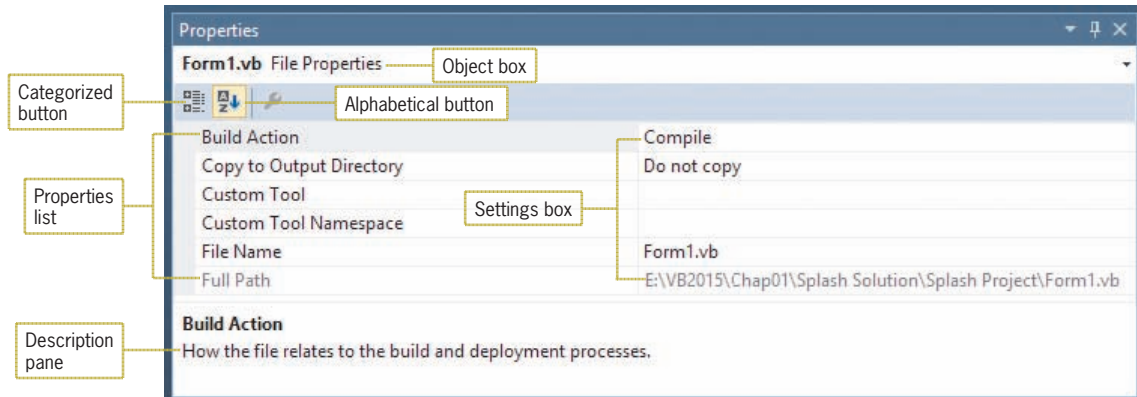 Properties
Form1.vb File Properties
Object box
Categorized
button
Alphabetical button
Build Action Compile
Copy to Output Directory Do not copy
Custom Tool
Properties
list
Settings box
Custom Tool Namespace
File Name Form1.vb
Full Path E:\VB2015\Chap01\Splash Solution\Splash Project\Form1.vb
Build Action
Description
pane
How the file relates to the build and deployment processes.